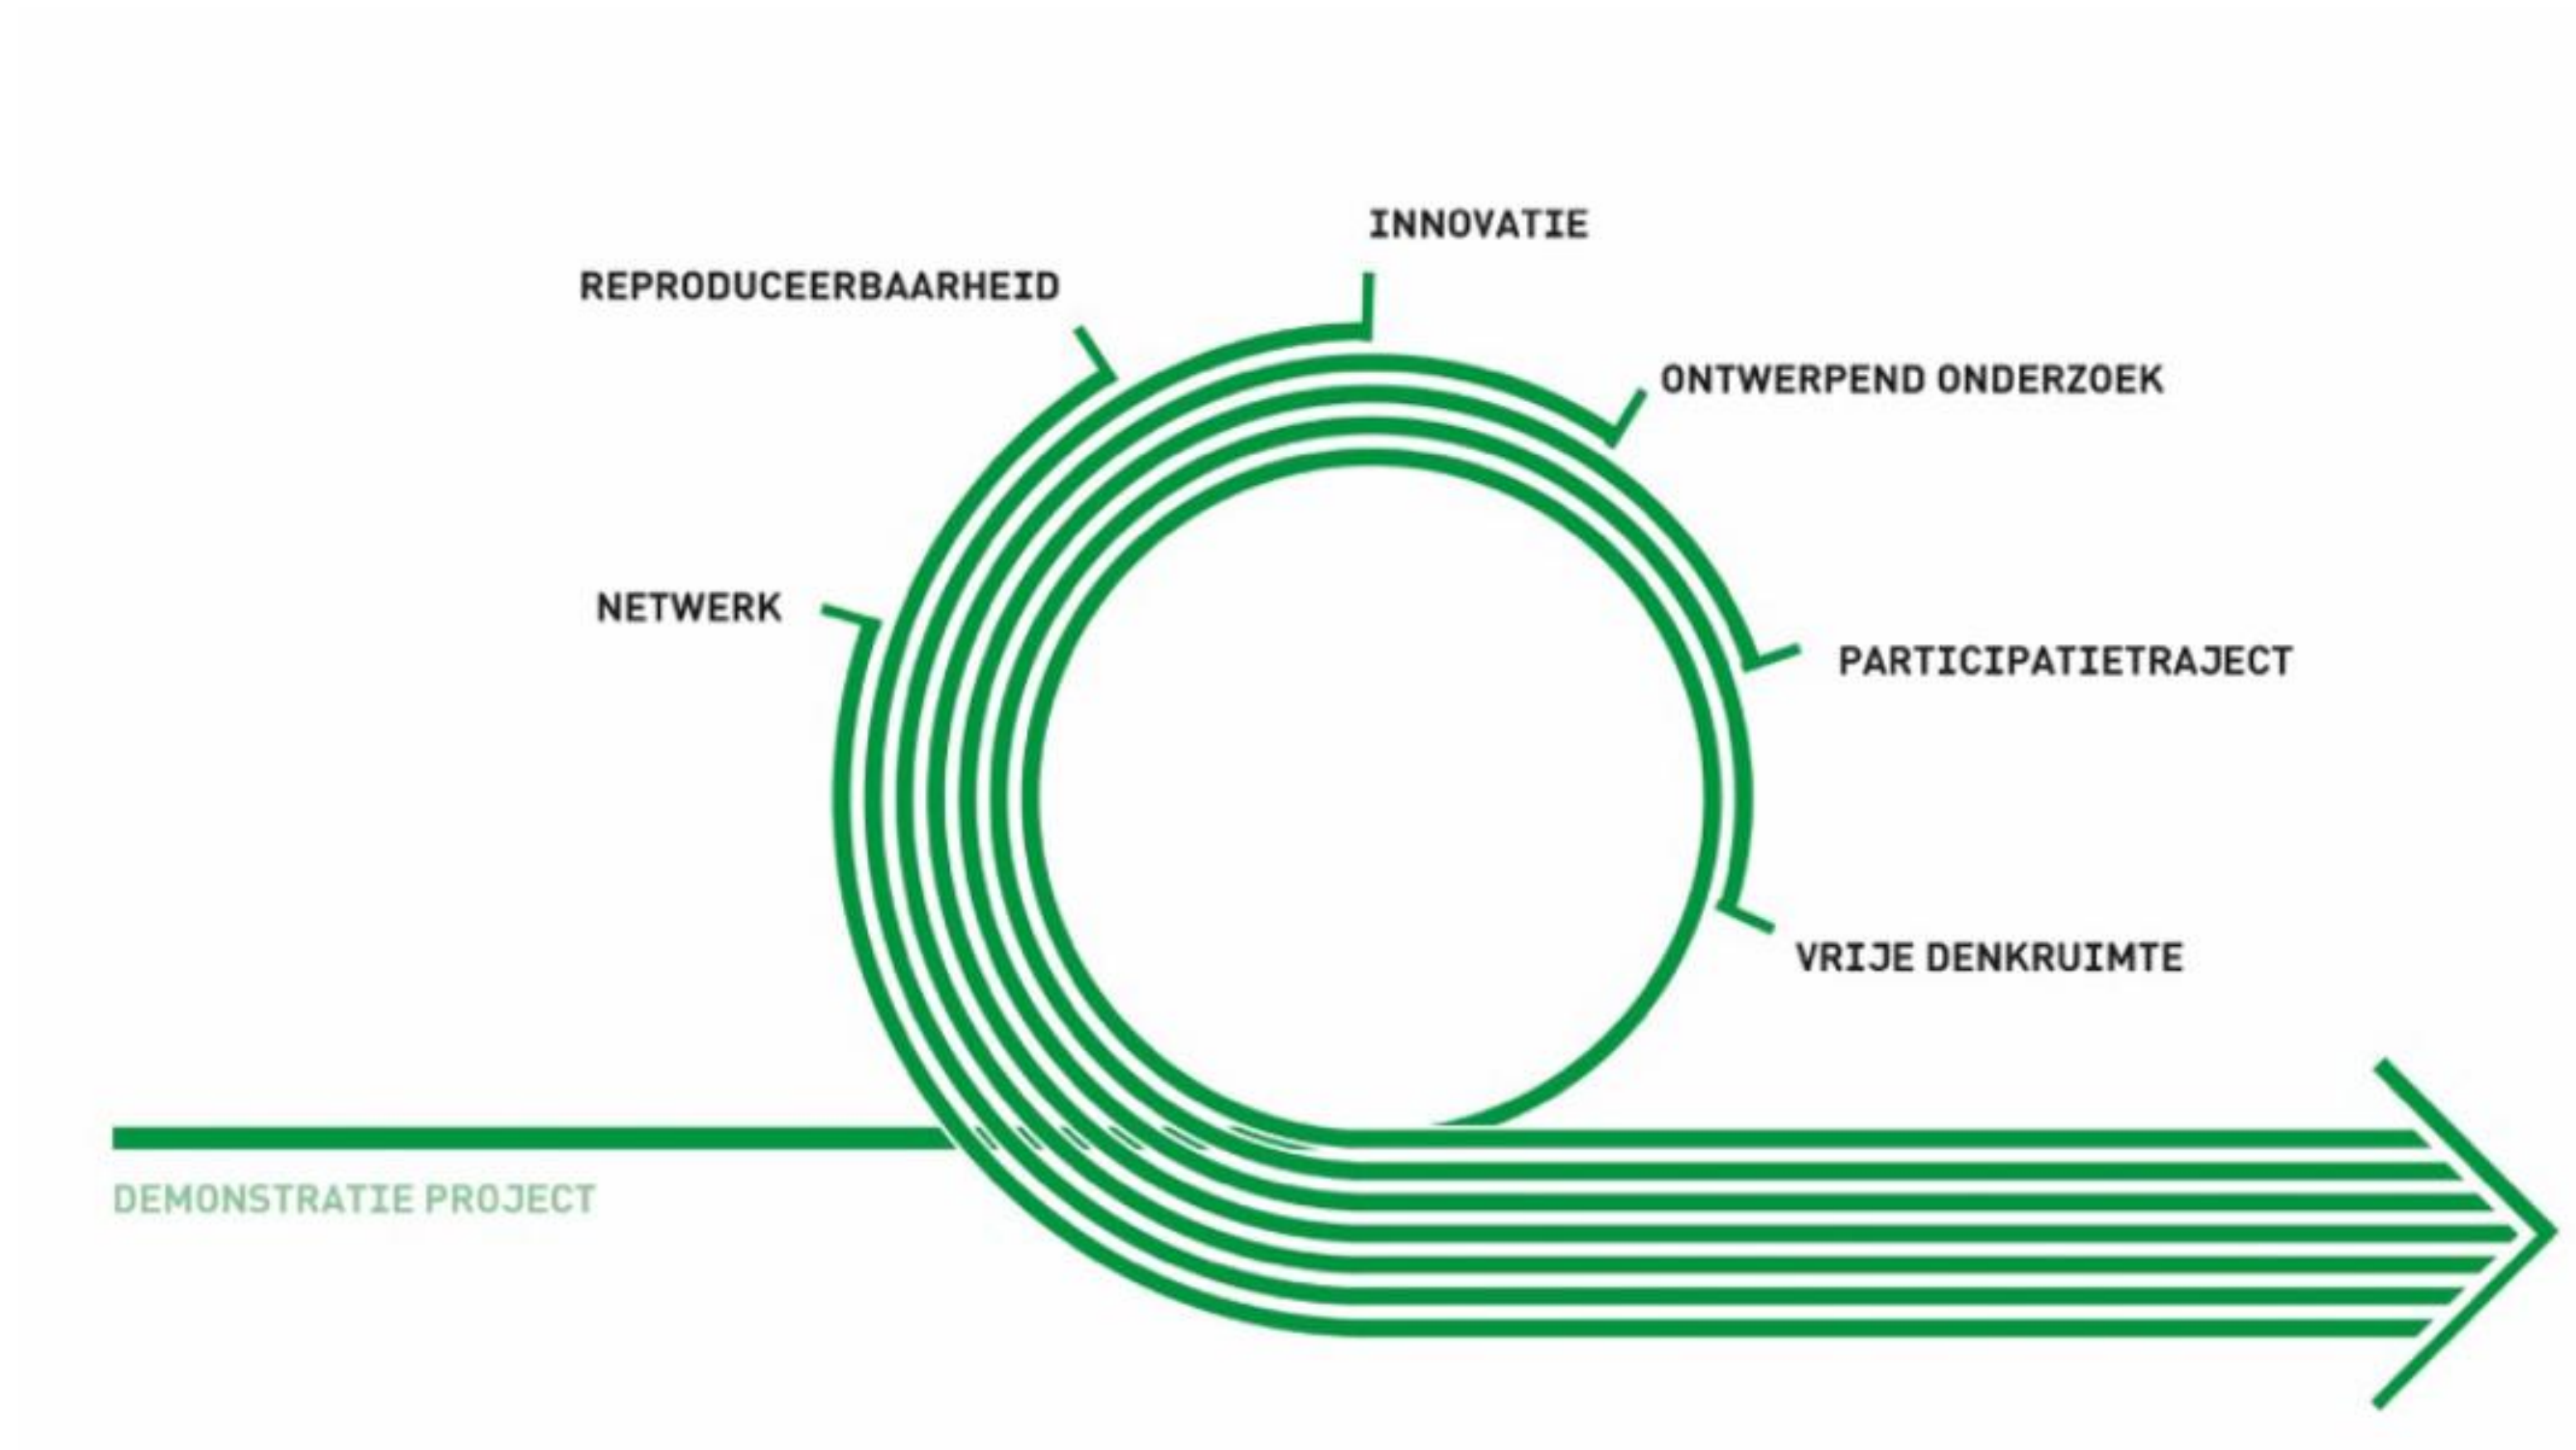 INNOVATIE
REPRODUCEERBAARHEID
ONTWERPEND ONDERZOEK
NETWERK
PARTICIPATIETRAJECT
VRIJE DENKRUIMTE
DEMONSTRATIE PROJECT